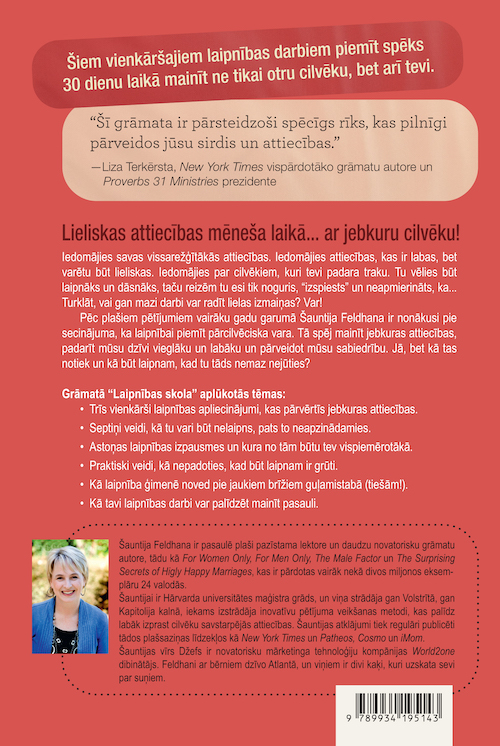 Šiem vienkāršajiem laipnības darbiem piemīt spēks
30 dienu laikā mainīt ne tikai otru cilvēku, bet arī tevi.
“Šī grāmata ir pārsteidzoši spēcīgs rīks, kas pilnīgi
pārveidos jūsu sirdis un attiecības.”
—Liza Terkērsta, New York Times vispārdotāko grāmatu autore un
Proverbs 31 Ministries prezidente
Lieliskas attiecības mēneša laikā... ar jebkuru cilvēku!
Iedomājies savas vissarežģītākās attiecības. Iedomājies attiecības, kas ir labas, bet
varētu būt lieliskas. Iedomājies par cilvēkiem, kuri tevi padara traku. Tu vēlies būt
laipnāks un dāsnāks, taču reizēm tu esi tik noguris, “izspiests” un neapmierināts, ka...
Turklāt, vai gan mazi darbi var radīt lielas izmaiņas? Var!
Pēc plašiem pētījumiem vairāku gadu garumā Šauntija Feldhana ir nonākusi pie
secinājuma, ka laipnībai piemīt pārcilvēciska vara. Tā spēj mainīt jebkuras attiecības,
padarīt mūsu dzīvi vieglāku un labāku un pārveidot mūsu sabiedrību. Jā, bet kā tas
notiek un kā būt laipnam, kad tu tāds nemaz nejūties?
Grāmatā “Laipnības skola” aplūkotās tēmas:
• Trīs vienkārši laipnības apliecinājumi, kas pārvērtīs jebkuras attiecības.
• Septiņi veidi, kā tu vari būt nelaipns, pats to neapzinādamies.
• Astoņas laipnības izpausmes un kura no tām būtu tev vispiemērotākā.
• Praktiski veidi, kā nepadoties, kad būt laipnam ir grūti.
• Kā laipnība ģimenē noved pie jaukiem brīžiem guļamistabā (tiešām!).
• Kā tavi laipnības darbi var palīdzēt mainīt pasauli.
Šauntija Feldhana ir pasaulē plaši pazīstama lektore un daudzu novatorisku grāmatu
autore, tādu kā For Women Only, For Men Only, The Male Factor un The Surprising
Secrets of Higly Happy Marriages, kas ir pārdotas vairāk nekā divos miljonos eksem-
plāru 24 valodās.
Šauntijai ir Hārvarda universitātes maģistra grāds, un viņa strādāja gan Volstrītā, gan
Kapitolija kalnā, iekams izstrādāja inovatīvu pētījuma veikšanas metodi, kas palīdz
labāk izprast cilvēku savstarpējās attiecības. Šauntijas atklājumi tiek regulāri publicēti
tādos plašsaziņas līdzekļos kā New York Times un Patheos, Cosmo un iMom.
Šauntijas vīrs Džefs ir novatorisku mārketinga tehnoloģiju kompānijas World2one
dibinātājs. Feldhani ar bērniem dzīvo Atlantā, un viņiem ir divi kaķi, kuri uzskata sevi
par suņiem.
9 789934 195143